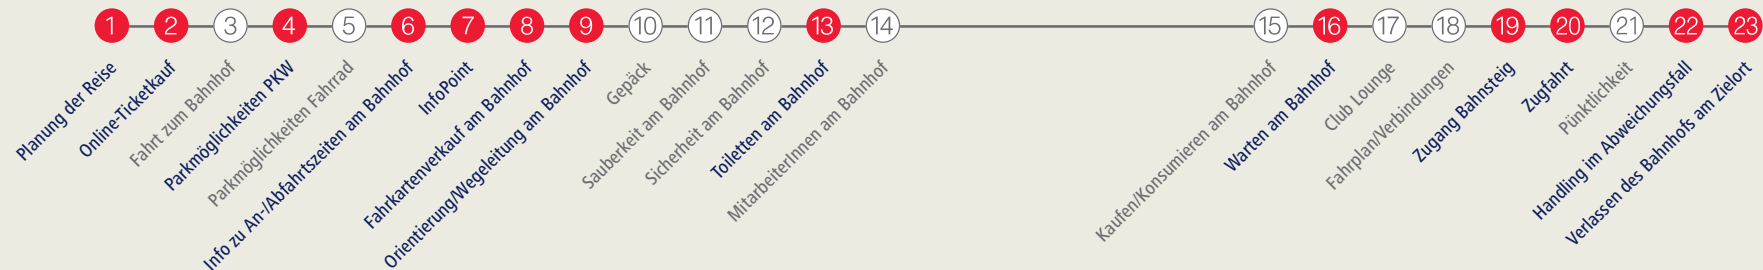 1 Planung der Reise
2 Online-Ticketkauf
3 Fahrt zum Bahnhof
4 Parkmöglichkeiten PKW
5 Parkmöglichkeiten Fahrrad
6 Info zu An-/Abfahrtszeiten am Bahnhof
7 InfoPoint
8 Fahrkartenverkauf am Bahnhof
9 Orientierung/Wegeleitung am Bahnhof
10 Gepäck
11 Sauberkeit am Bahnhof
12 Sicherheit am Bahnhof
13 Toiletten am Bahnhof
14 MitarbeiterInnen am Bahnhof
15 Kaufen/Konsumieren am Bahnhof
16 Warten am Bahnhof
17 Club Lounge
18 Fahrplan/Verbindungen
19 Zugang Bahnsteig
20 Zugfahrt
21 Pünktlichkeit
22 Handling im Abweichungsfall
23 Verlassen des Bahnhofs am Zielort